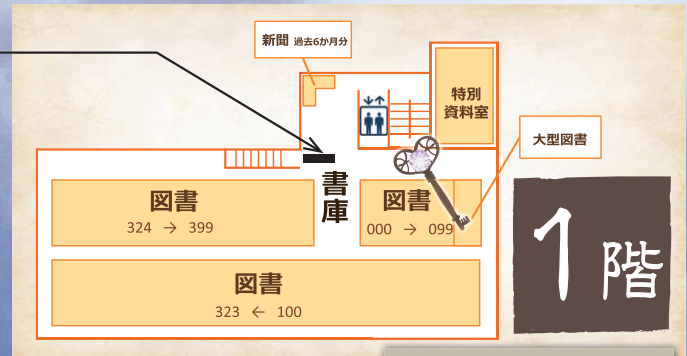 新聞 過去6か月分
特別
資料室
大型図書
書庫
図書
324 → 399
図書
000 → 099
図書
323 ← 100
1階